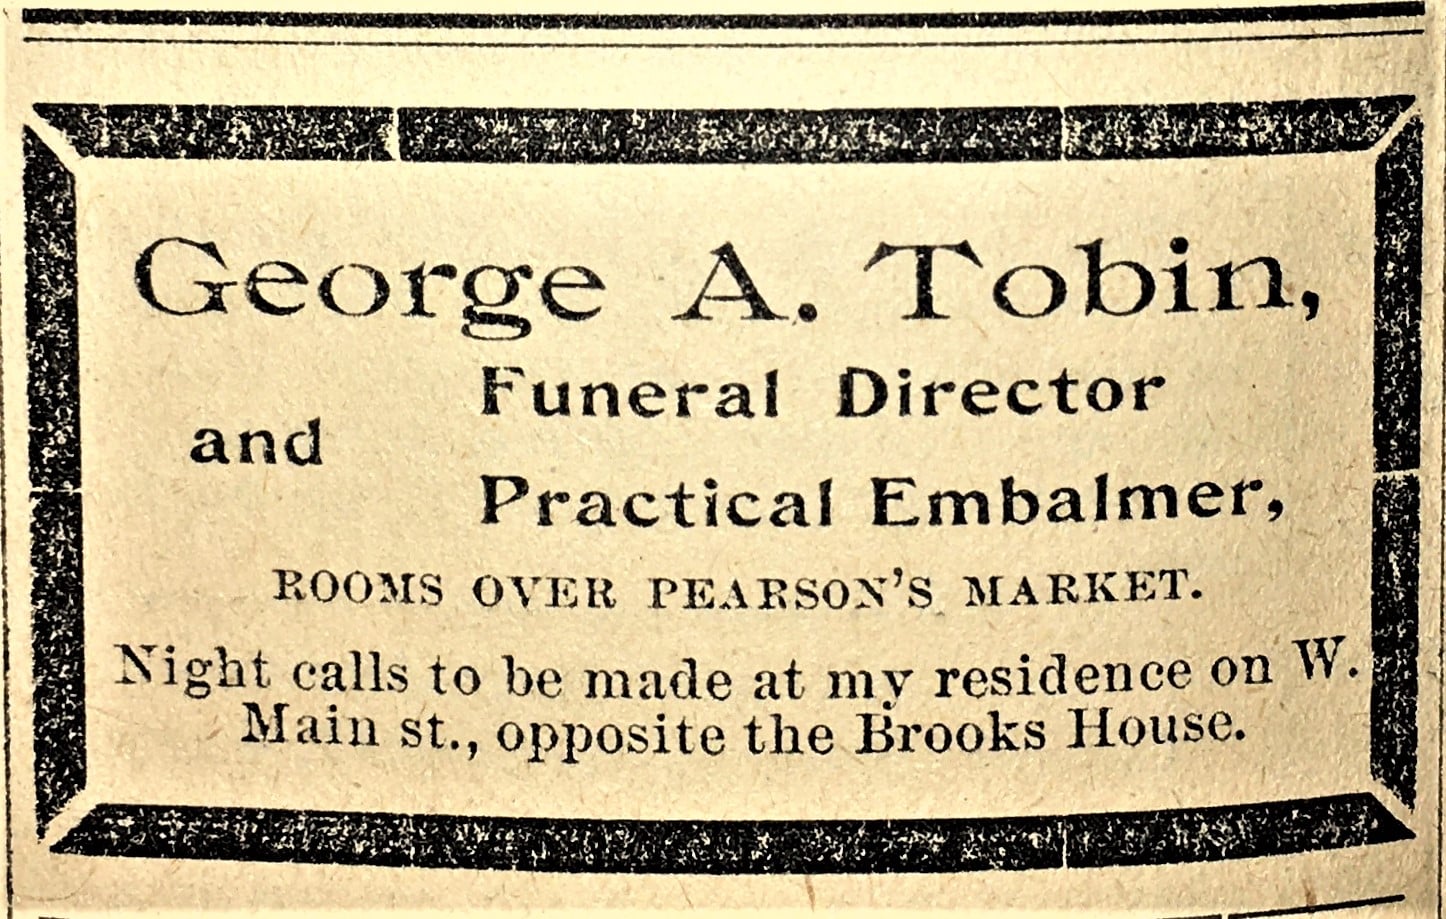 George A. Tobin,
Funeral Director
and
Practical Embalmer,
ROOMS OVER PEARSON'S MARKET.
Night calls to be made at my residence on W.
Main st., opposite the Brooks House.